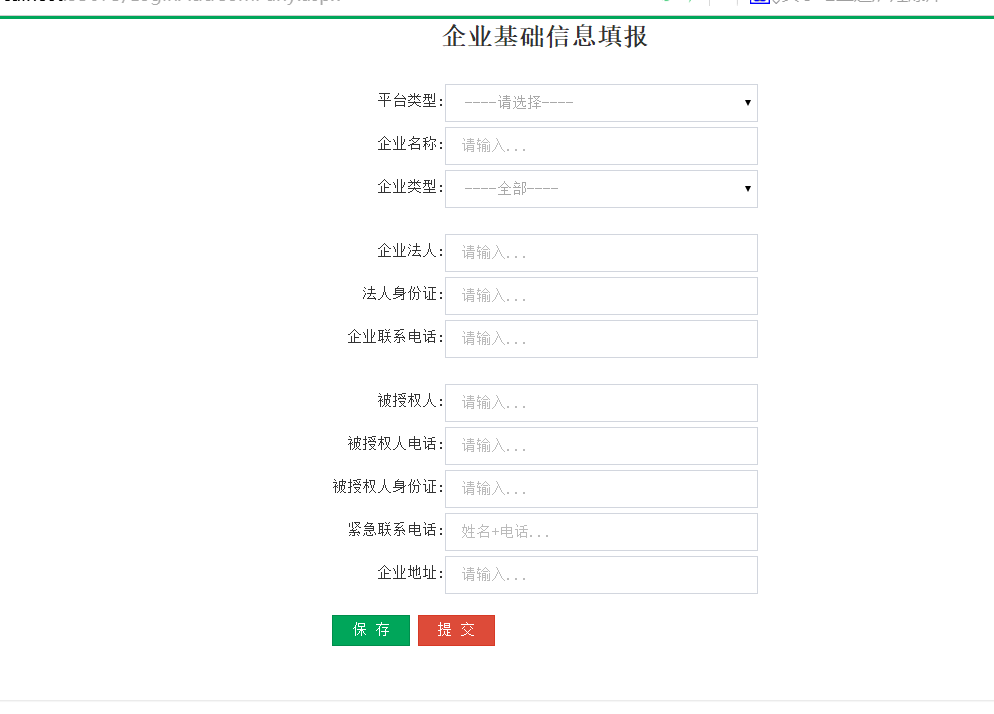 企业基础信息填报
平台类型: ----请选择----
企业名称: 请输入...
企业类型: ----全部----
企业法人: 请输入...
法人身份证: 请输入...
企业联系电话: 请输入...
被授权人: 请输入...
被授权人电话: 请输入...
被授权人身份证: 请输入...
紧急联系电话: 姓名+电话...
企业地址: 请输入...
保 存 提 交